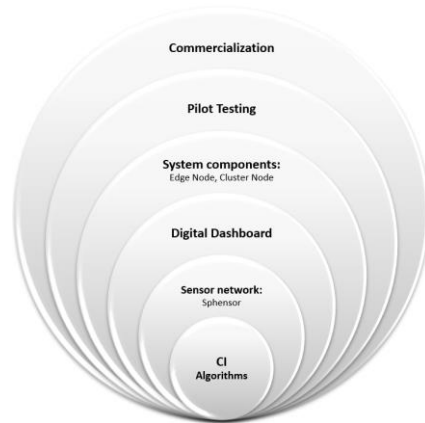 Commercialization
Pilot Testing
System components:
Edge Node, Cluster Node
Digital Dashboard
Sensor network:
Sphensor
CI
Algorithms